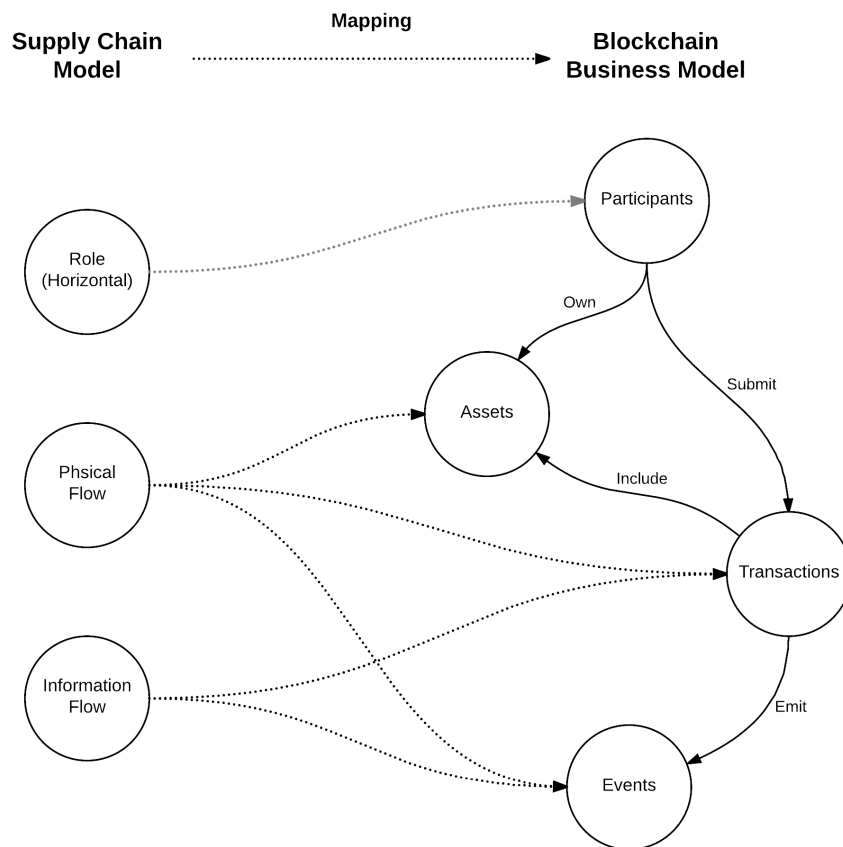 Mapping
Supply Chain
Model
Blockchain
Business Model
Participants
Role
(Horizontal)
Own
Submit
Assets
Phsical
Flow
Include
Transactions
Information
Flow
Emit
Events